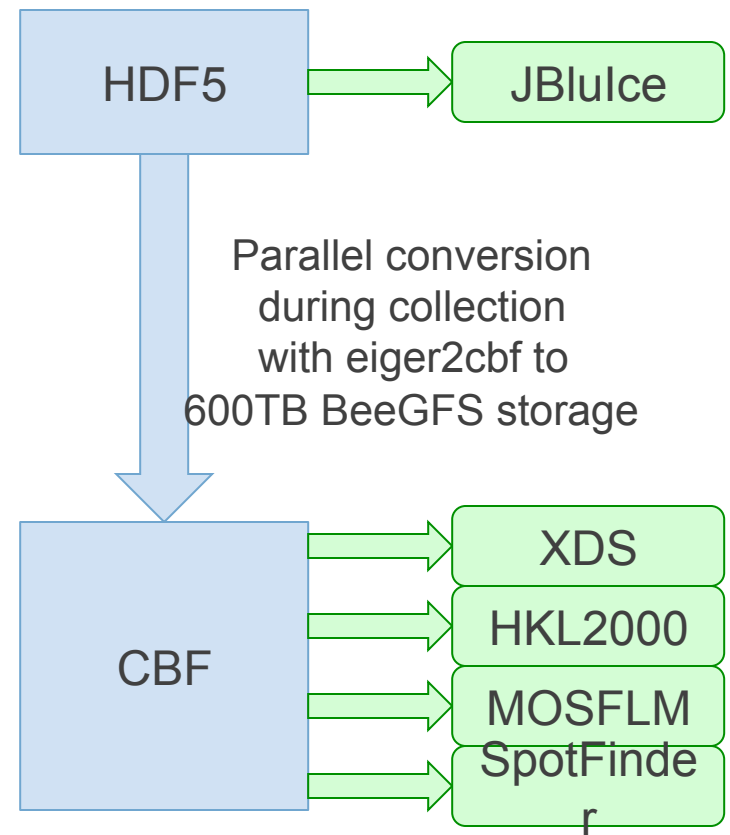 HDF5
JBluIce
Parallel conversion
during collection
with eiger2cbf to
600TB BeeGFS storage
CBF
XDS
HKL2000
MOSFLM
SpotFinde
r